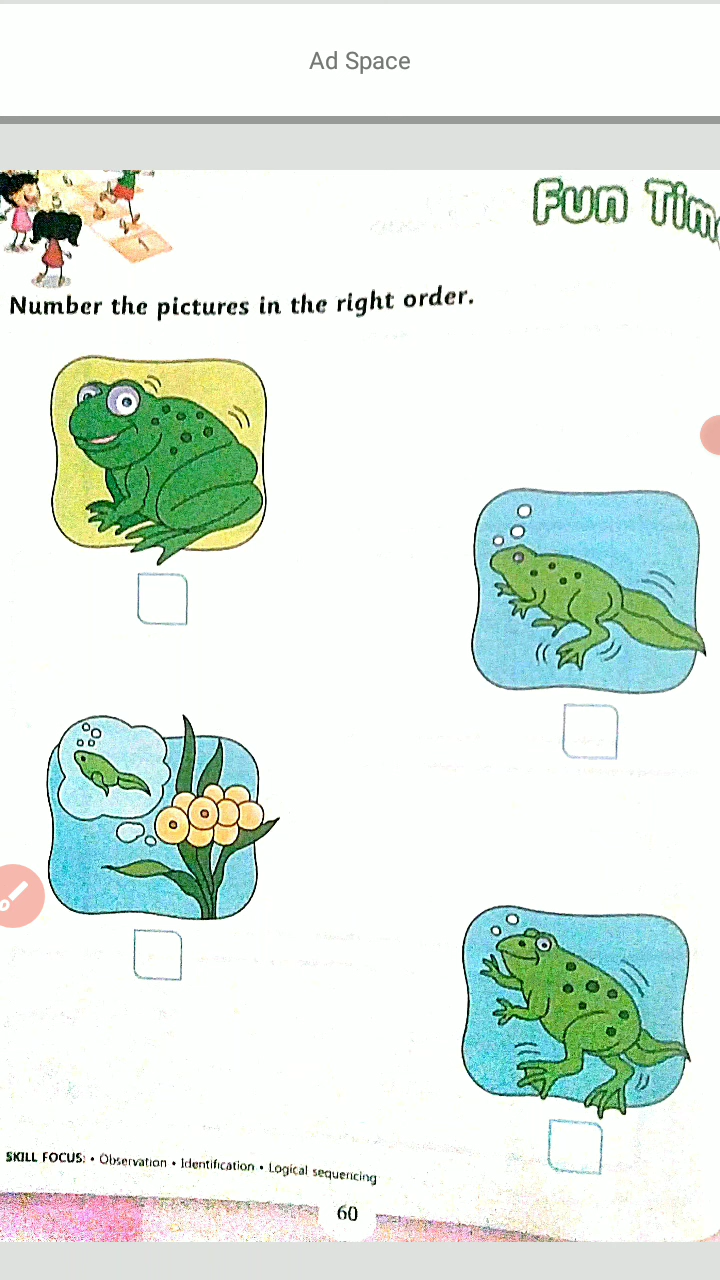 Ad Space
Fun Tim
Number the pictures in the right order.
SKILL FOCUS: • Observation • Identification • Logical sequencing
60